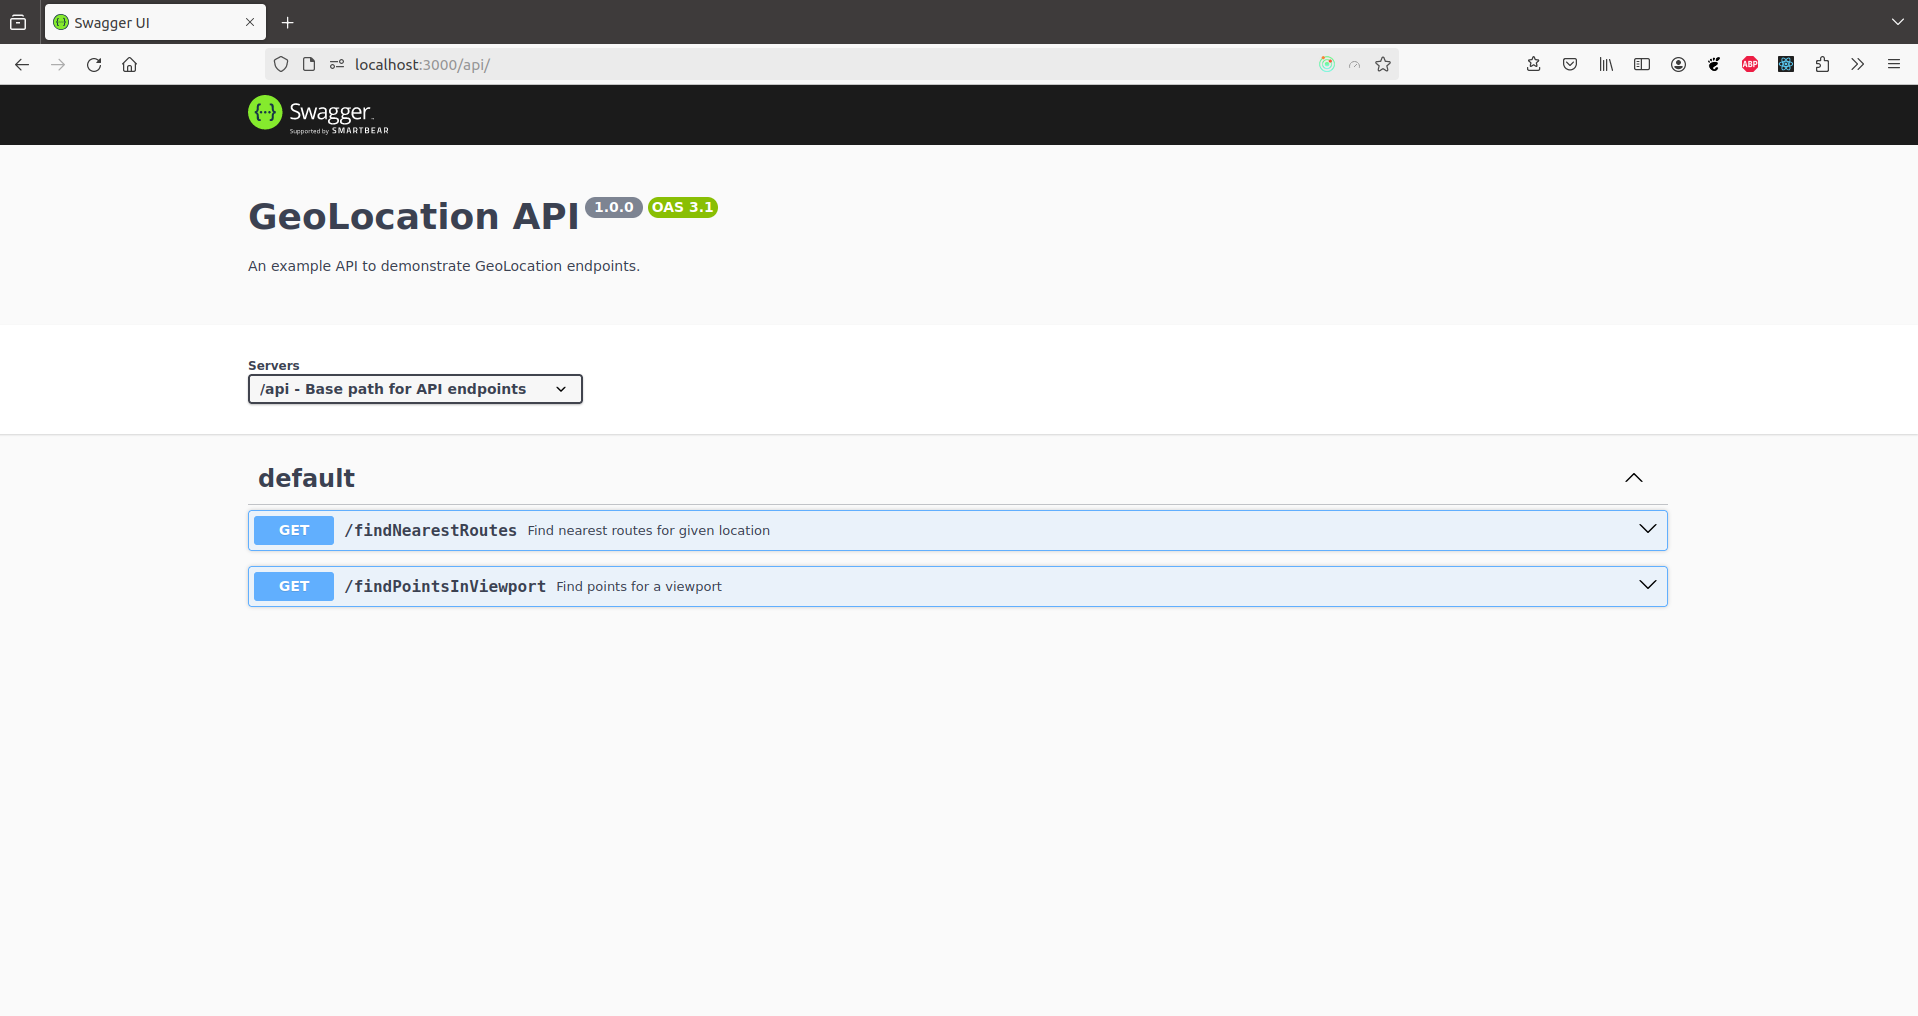 Swagger UI
localhost:3000/api/
ABP
{...} Swagger
Supported by SMARTBEAR
GeoLocation API 1.0.0 OAS 3.1
An example API to demonstrate GeoLocation endpoints.
Servers
/api - Base path for API endpoints
default
GET /findNearestRoutes Find nearest routes for given location
GET /findPointsInViewport Find points for a viewport